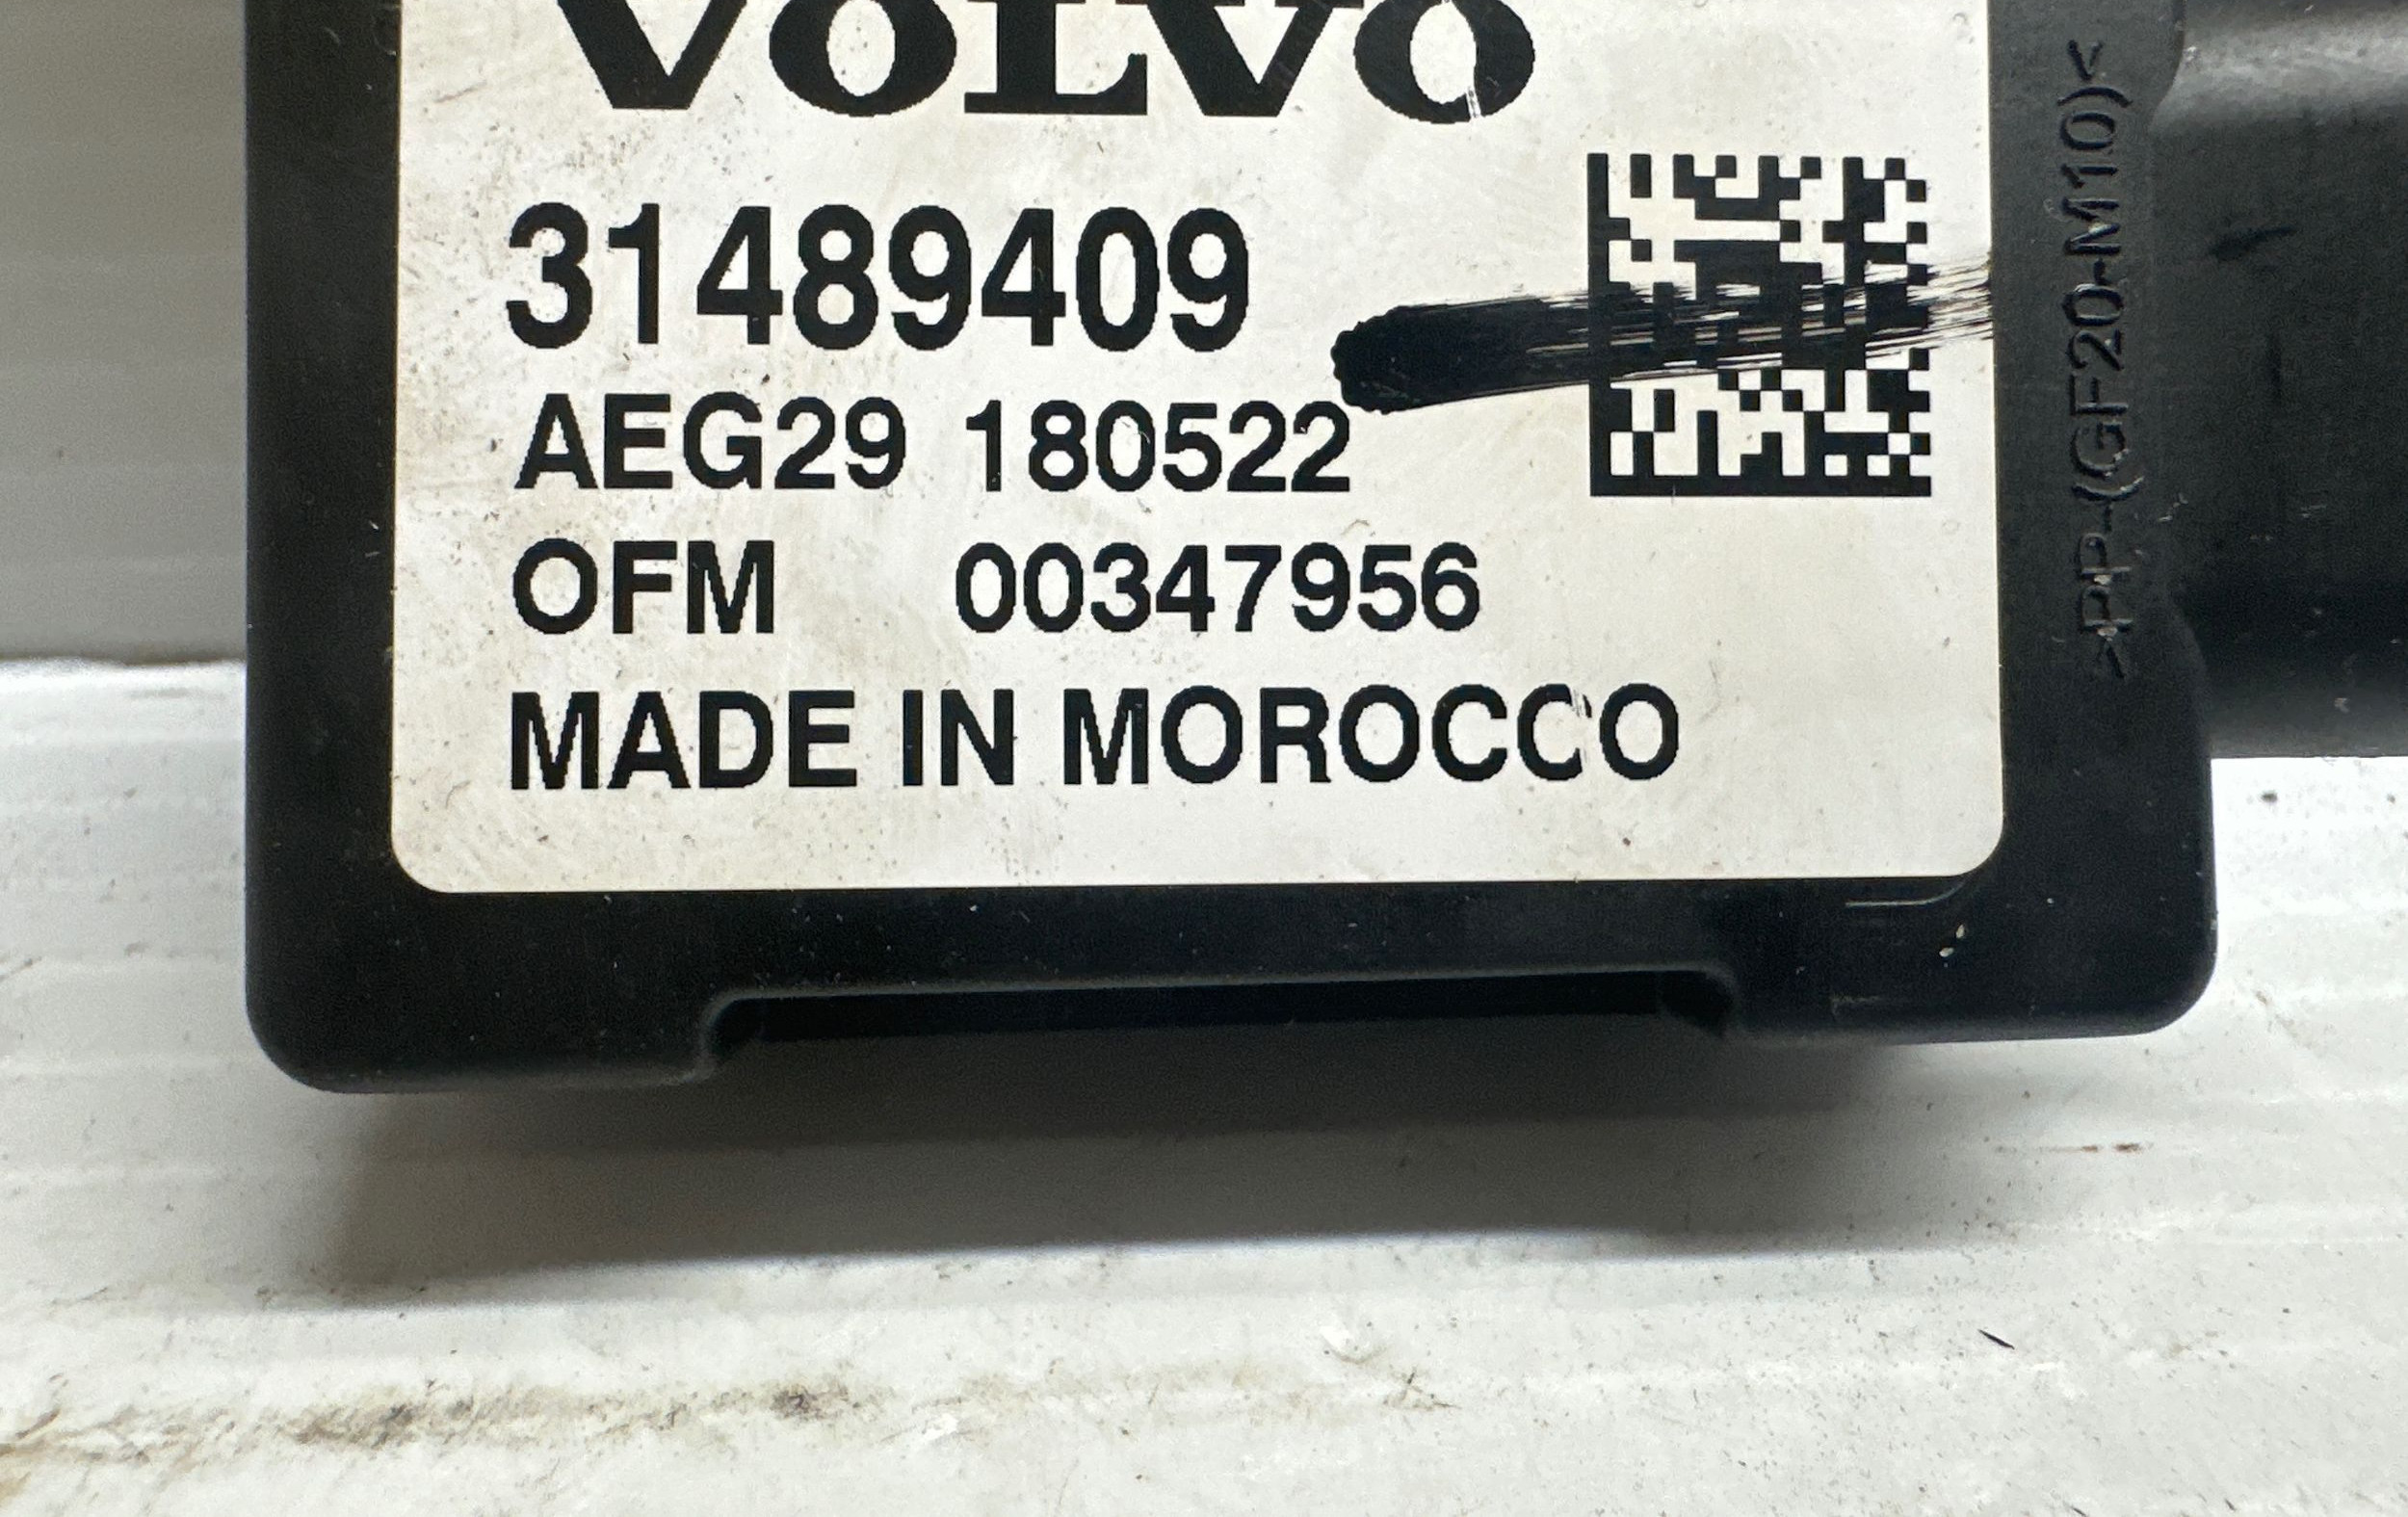 VOLVO
31489409
AEG29 180522
OFM 00347956
MADE IN MOROCCO
>PP-(GF20-M10)<